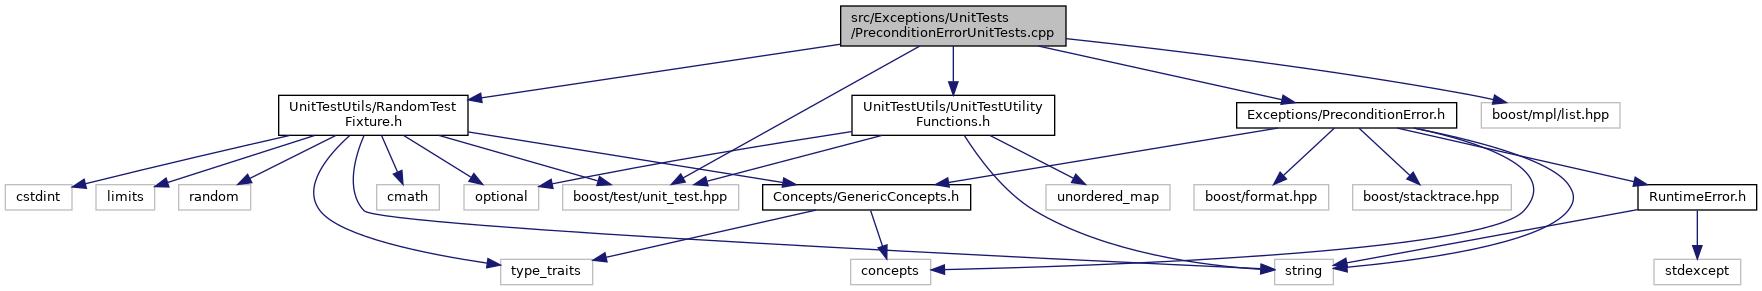 src/Exceptions/UnitTests
/PreconditionErrorUnitTests.cpp
UnitTestUtils/RandomTest
Fixture.h
UnitTestUtils/UnitTestUtility
Functions.h
Exceptions/PreconditionError.h
boost/mpl/list.hpp
cstdint
limits
random
cmath
optional
boost/test/unit_test.hpp
Concepts/GenericConcepts.h
unordered_map
boost/format.hpp
boost/stacktrace.hpp
RuntimeError.h
type_traits
concepts
string
stdexcept